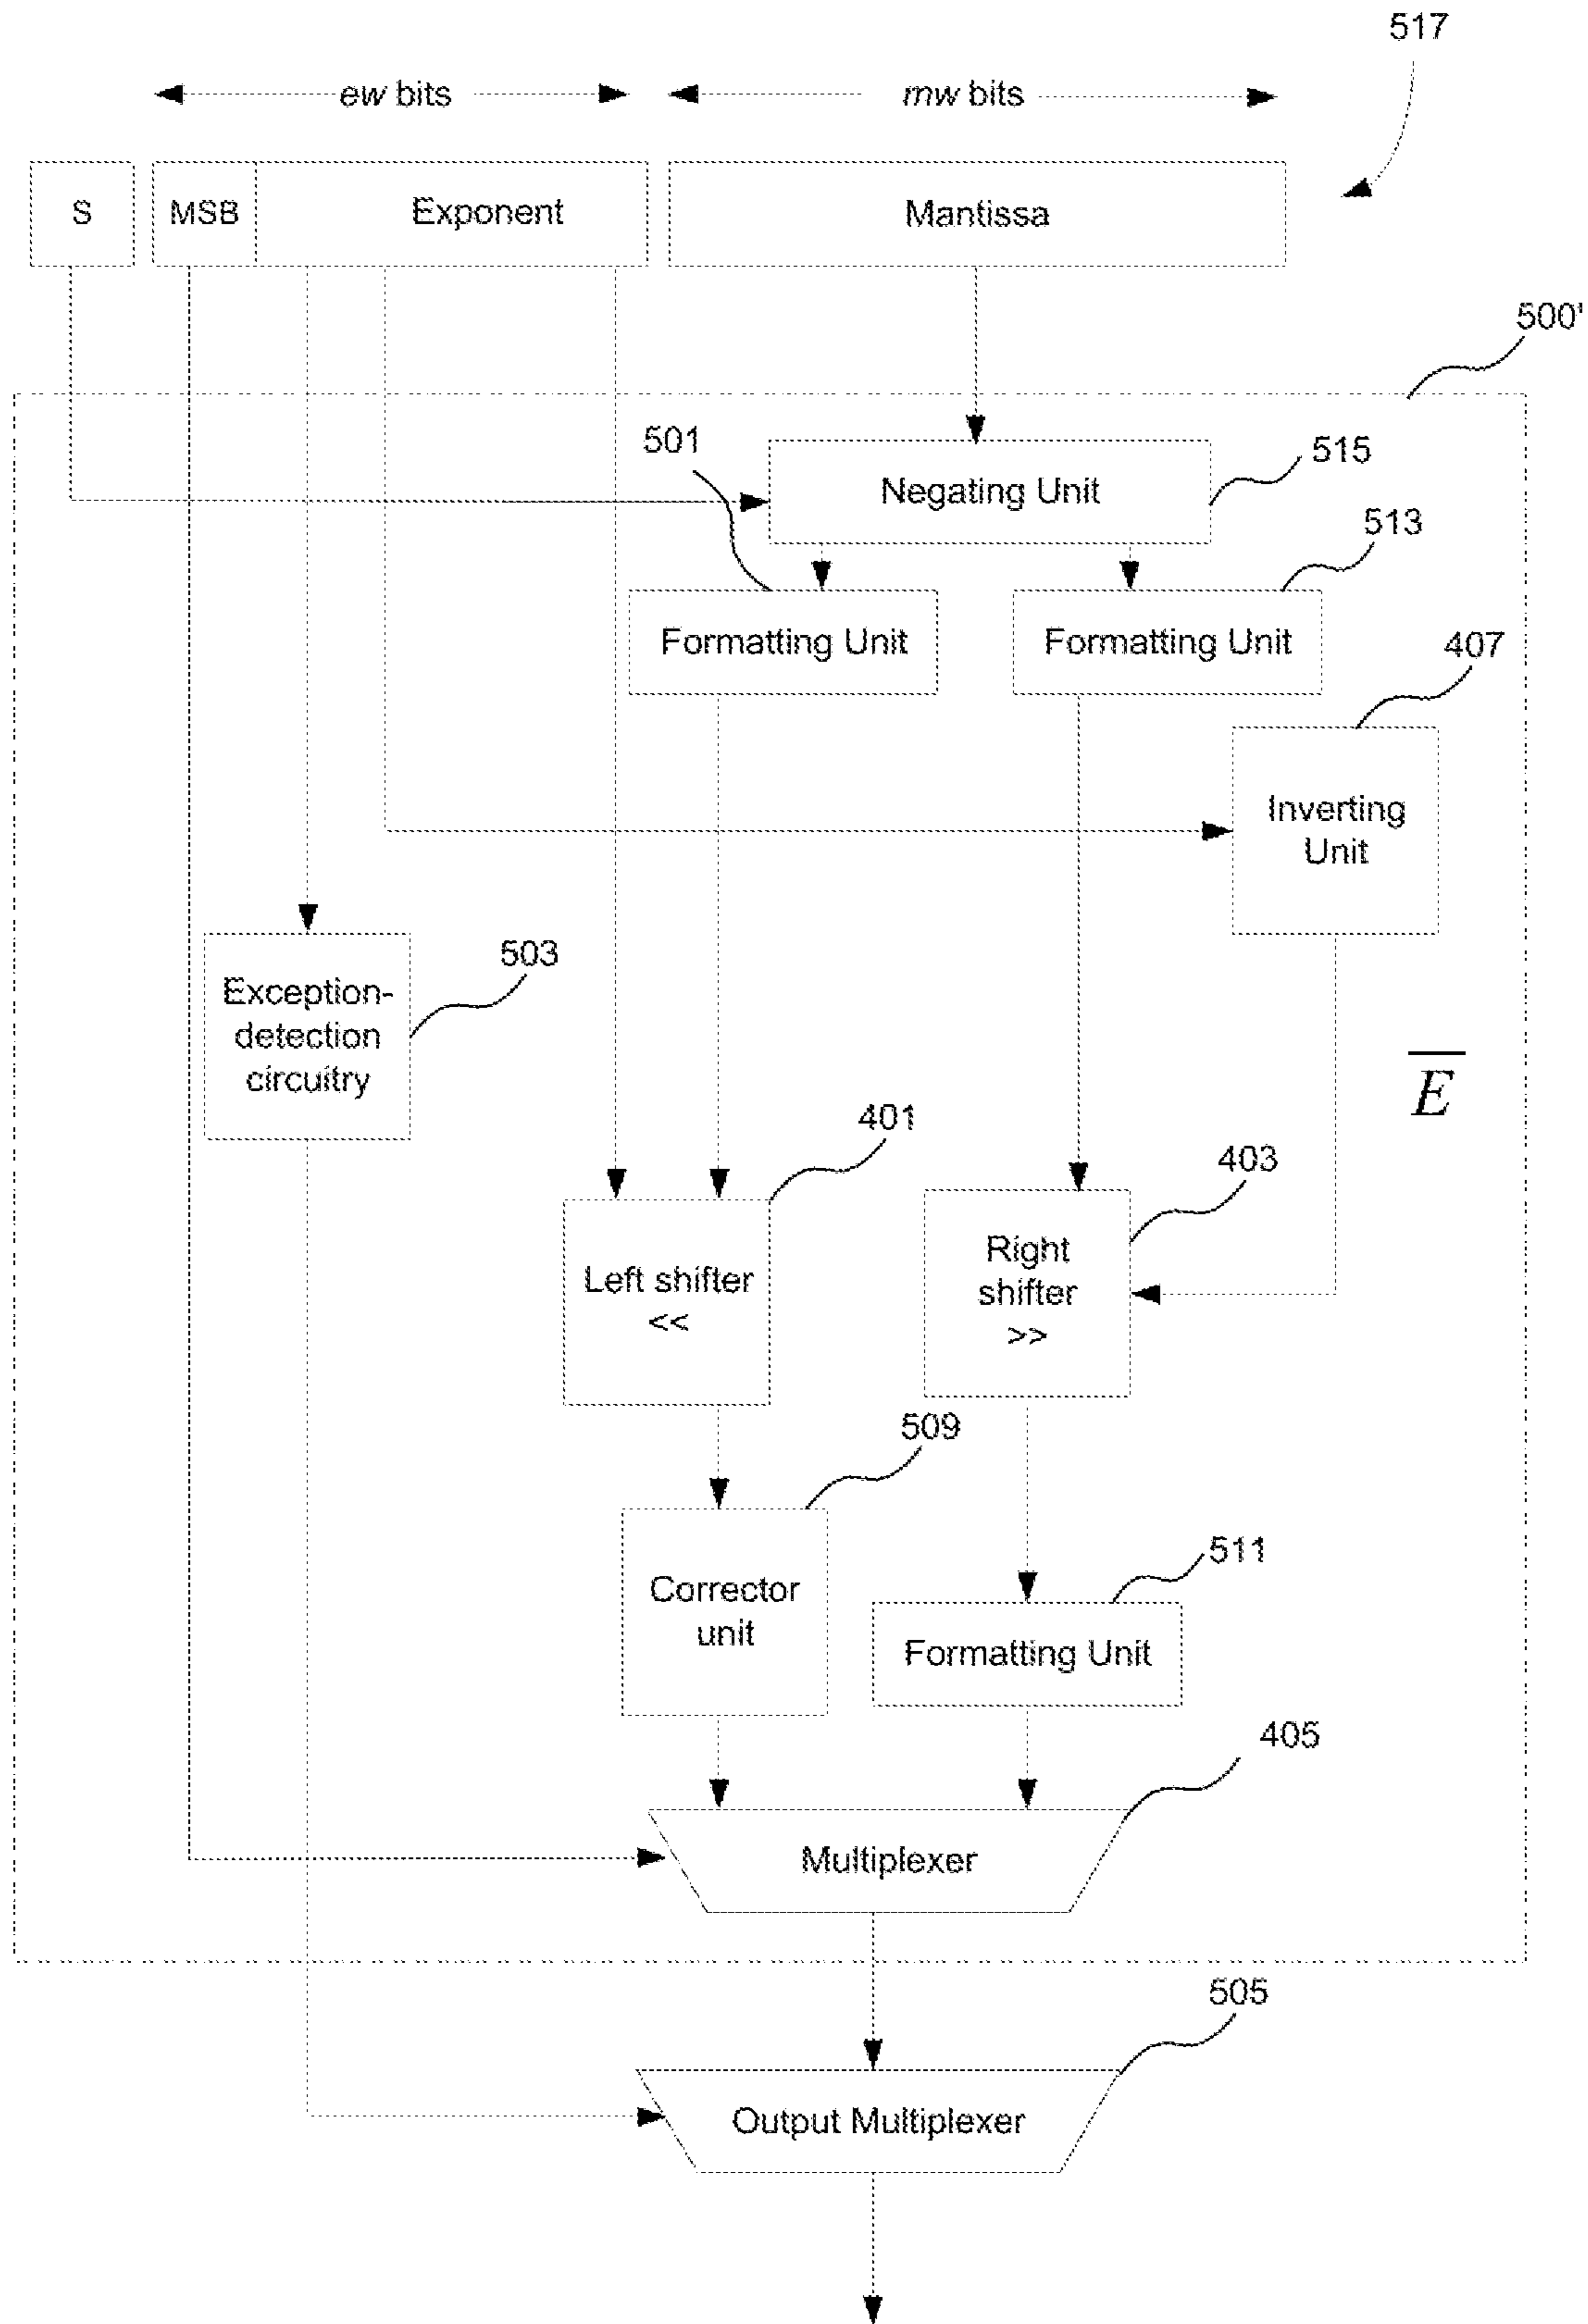 517
ew bits
mw bits
S
MSB
Exponent
Mantissa
500'
501
Negating Unit
515
513
Formatting Unit
Formatting Unit
407
Inverting
Unit
503
Exception-
detection
circuitry
E̅
401
403
Left shifter
<<
Right
shifter
>>
509
511
Corrector
unit
Formatting Unit
405
Multiplexer
505
Output Multiplexer